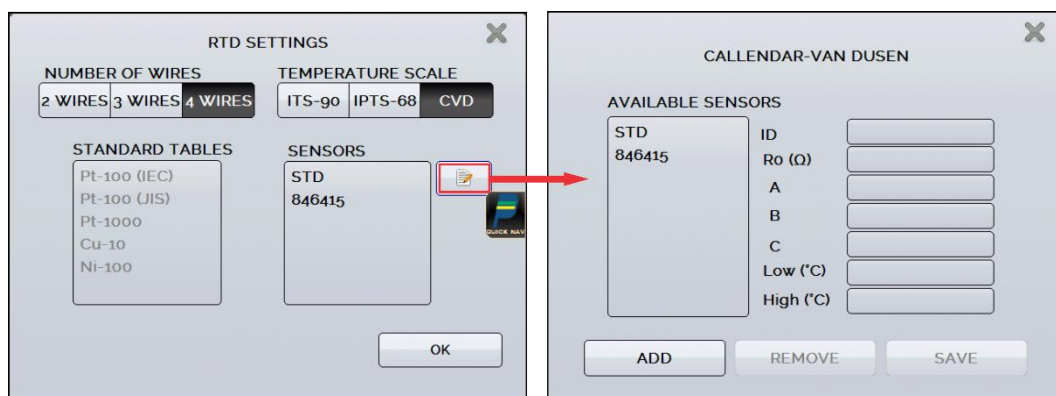 RTD SETTINGS
NUMBER OF WIRES
2 WIRES 3 WIRES 4 WIRES
TEMPERATURE SCALE
ITS-90 IPTS-68 CVD
STANDARD TABLES
Pt-100 (IEC)
Pt-100 (JIS)
Pt-1000
Cu-10
Ni-100
SENSORS
STD
846415
QUICK NAV
OK
CALLENDAR-VAN DUSEN
AVAILABLE SENSORS
STD
846415
ID
Ro (Ω)
A
B
C
Low (°C)
High (°C)
ADD
REMOVE
SAVE